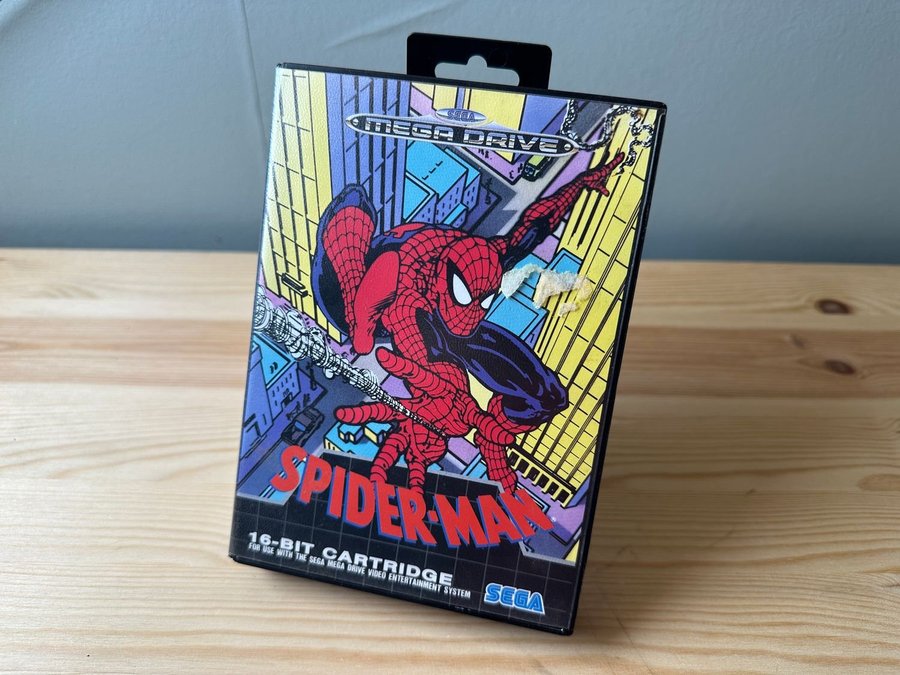 SEGA
MEGA DRIVE
SPIDER-MAN
16-BIT CARTRIDGE
FOR USE WITH THE SEGA MEGA DRIVE VIDEO ENTERTAINMENT SYSTEM
SEGA